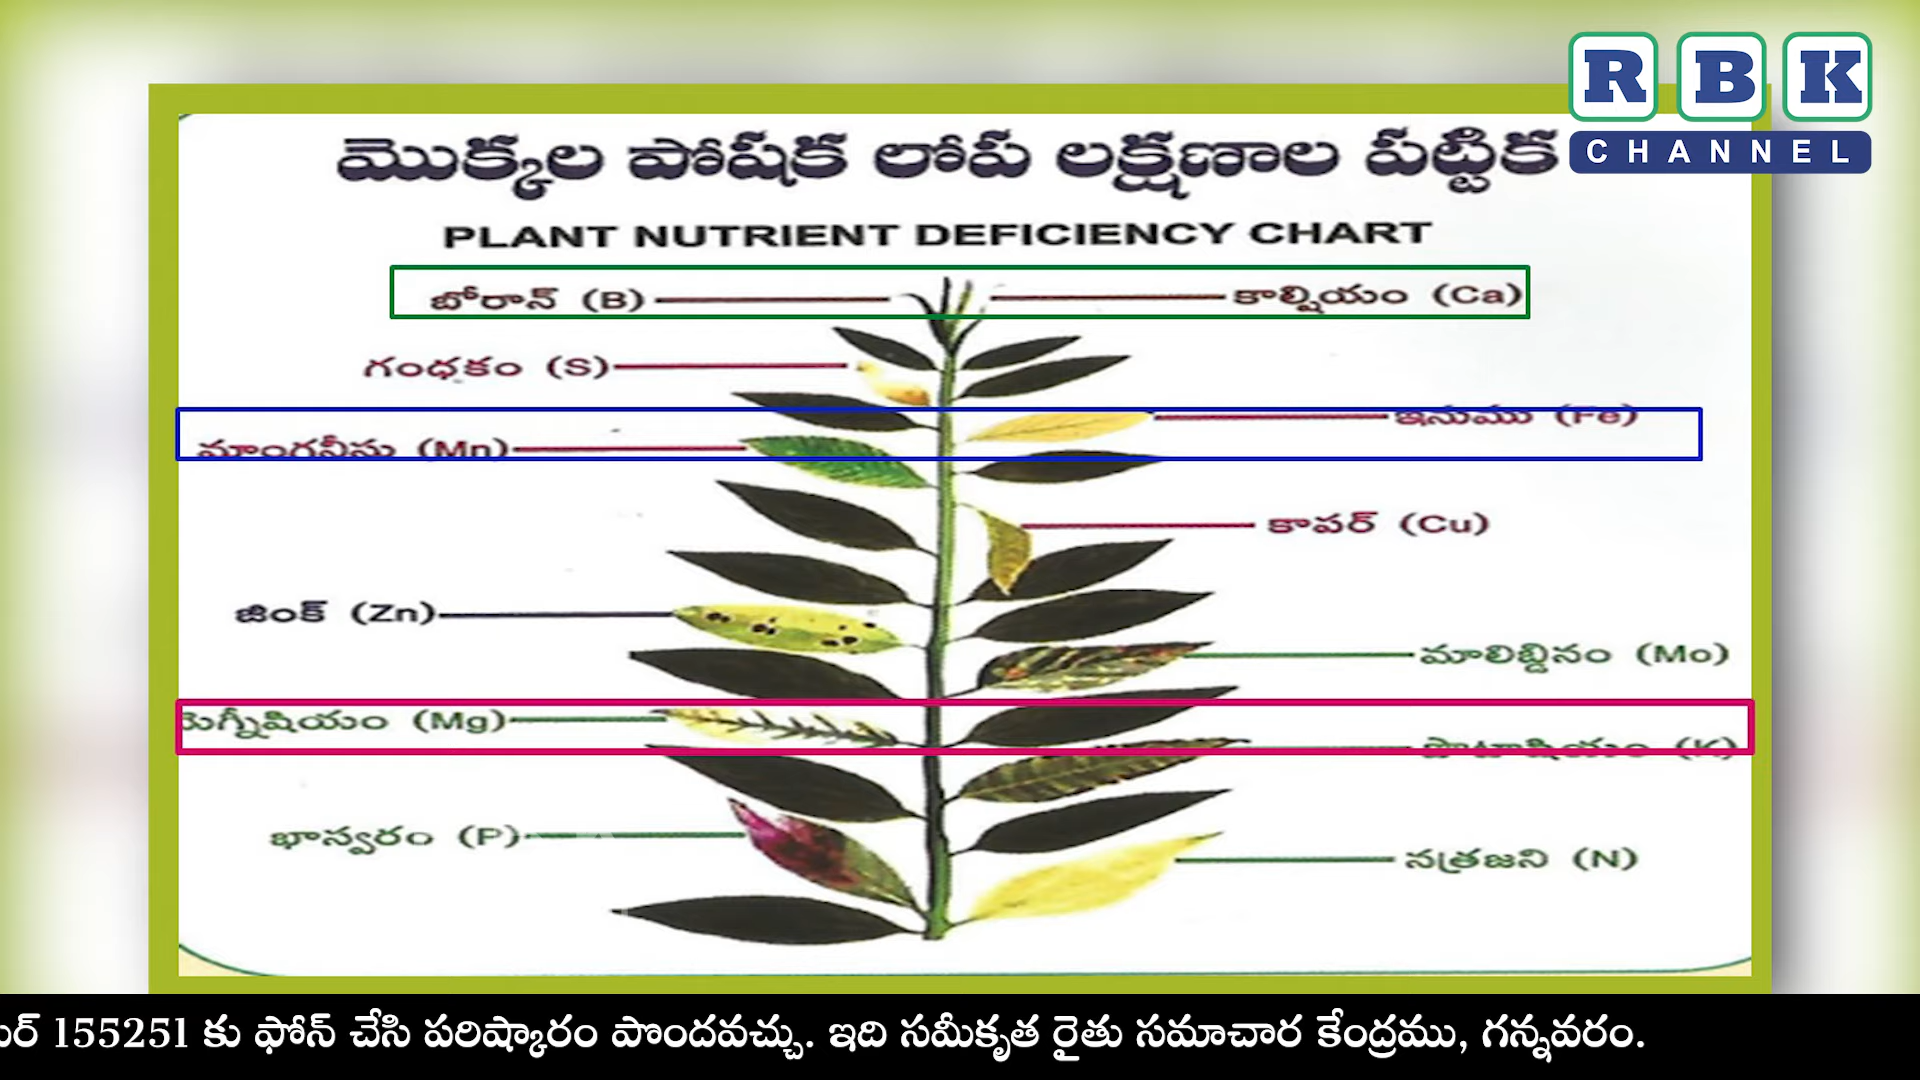 RBK
CHANNEL
మొక్కల పోషక లోప లక్షణాల పట్టిక
PLANT NUTRIENT DEFICIENCY CHART
బోరాన్ (B) కాల్షియం (Ca)
గంధకం (S)
ఇనుము (Fe)
మాంగనీసు (Mn)
కాపర్ (Cu)
జింక్ (Zn)
మాలిబ్డినం (Mo)
మెగ్నీషియం (Mg)
పొటాషియం (K)
భాస్వరం (P)
నత్రజని (N)
155251 కు ఫోన్ చేసి పరిష్కారం పొందవచ్చు. ఇది సమీకృత రైతు సమాచార కేంద్రము, గన్నవరం.